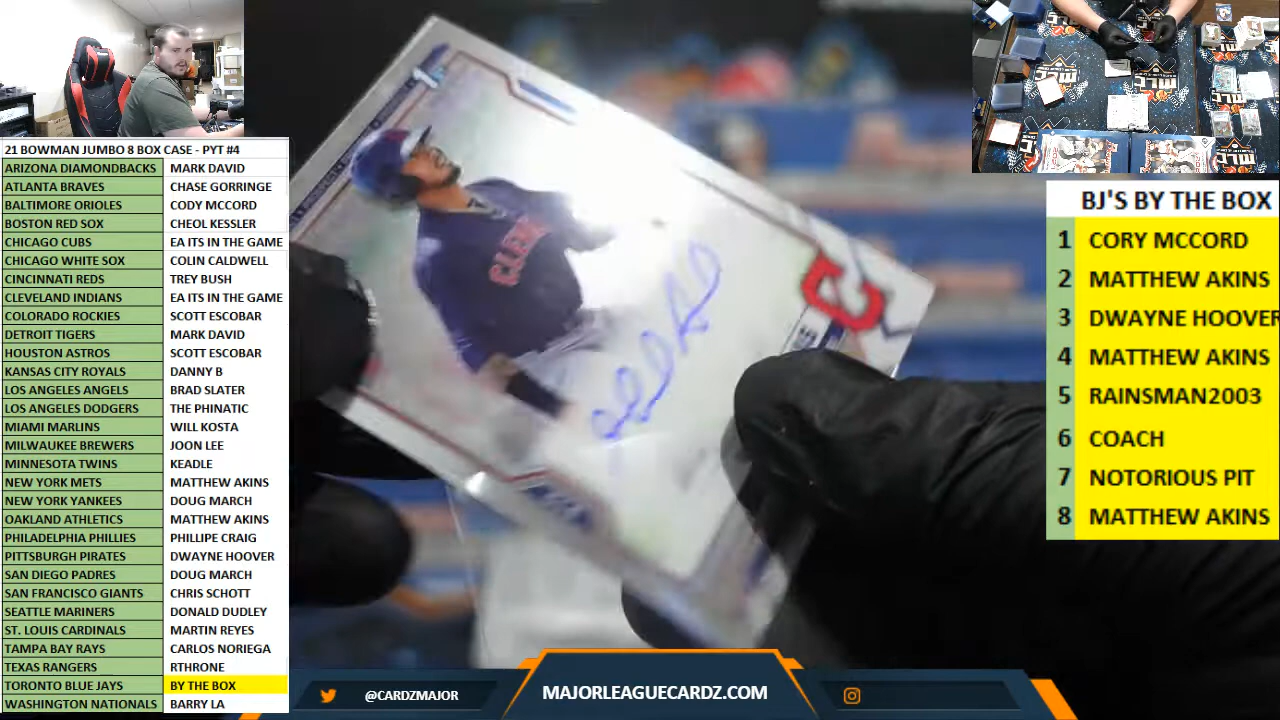 21 BOWMAN JUMBO 8 BOX CASE - PYT #4
ARIZONA DIAMONDBACKS MARK DAVID
ATLANTA BRAVES CHASE GORRINGE
BALTIMORE ORIOLES CODY MCCORD
BOSTON RED SOX CHEOL KESSLER
CHICAGO CUBS EA ITS IN THE GAME
CHICAGO WHITE SOX COLIN CALDWELL
CINCINNATI REDS TREY BUSH
CLEVELAND INDIANS EA ITS IN THE GAME
COLORADO ROCKIES SCOTT ESCOBAR
DETROIT TIGERS MARK DAVID
HOUSTON ASTROS SCOTT ESCOBAR
KANSAS CITY ROYALS DANNY B
LOS ANGELES ANGELS BRAD SLATER
LOS ANGELES DODGERS THE PHINATIC
MIAMI MARLINS WILL KOSTA
MILWAUKEE BREWERS JOON LEE
MINNESOTA TWINS KEADLE
NEW YORK METS MATTHEW AKINS
NEW YORK YANKEES DOUG MARCH
OAKLAND ATHLETICS MATTHEW AKINS
PHILADELPHIA PHILLIES PHILLIPE CRAIG
PITTSBURGH PIRATES DWAYNE HOOVER
SAN DIEGO PADRES DOUG MARCH
SAN FRANCISCO GIANTS CHRIS SCHOTT
SEATTLE MARINERS DONALD DUDLEY
ST. LOUIS CARDINALS MARTIN REYES
TAMPA BAY RAYS CARLOS NORIEGA
TEXAS RANGERS RTHRONE
TORONTO BLUE JAYS BY THE BOX
WASHINGTON NATIONALS BARRY LA
BJ'S BY THE BOX
1 CORY MCCORD
2 MATTHEW AKINS
3 DWAYNE HOOVER
4 MATTHEW AKINS
5 RAINSMAN2003
6 COACH
7 NOTORIOUS PIT
8 MATTHEW AKINS
@CARDZMAJOR
MAJORLEAGUECARDZ.COM